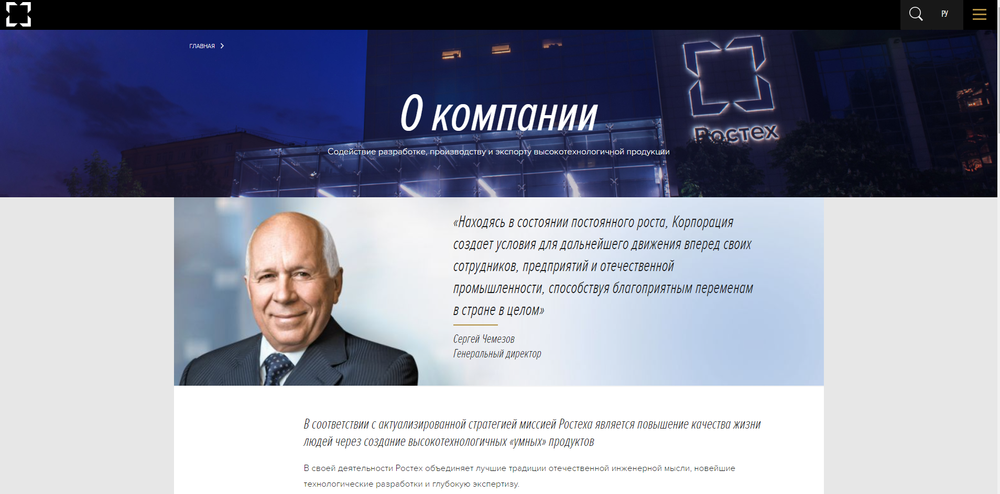 РУ
ГЛАВНАЯ
О компании
Ростех
Содействие разработке, производству и экспорту высокотехнологичной продукции
«Находясь в состоянии постоянного роста, Корпорация
создает условия для дальнейшего движения вперед своих
сотрудников, предприятий и отечественной
промышленности, способствуя благоприятным переменам
в стране в целом»
Сергей Чемезов
Генеральный директор
В соответствии с актуализированной стратегией миссией Ростеха является повышение качества жизни
людей через создание высокотехнологичных «умных» продуктов
В своей деятельности Ростех объединяет лучшие традиции отечественной инженерной мысли, новейшие
технологические разработки и глубокую экспертизу.